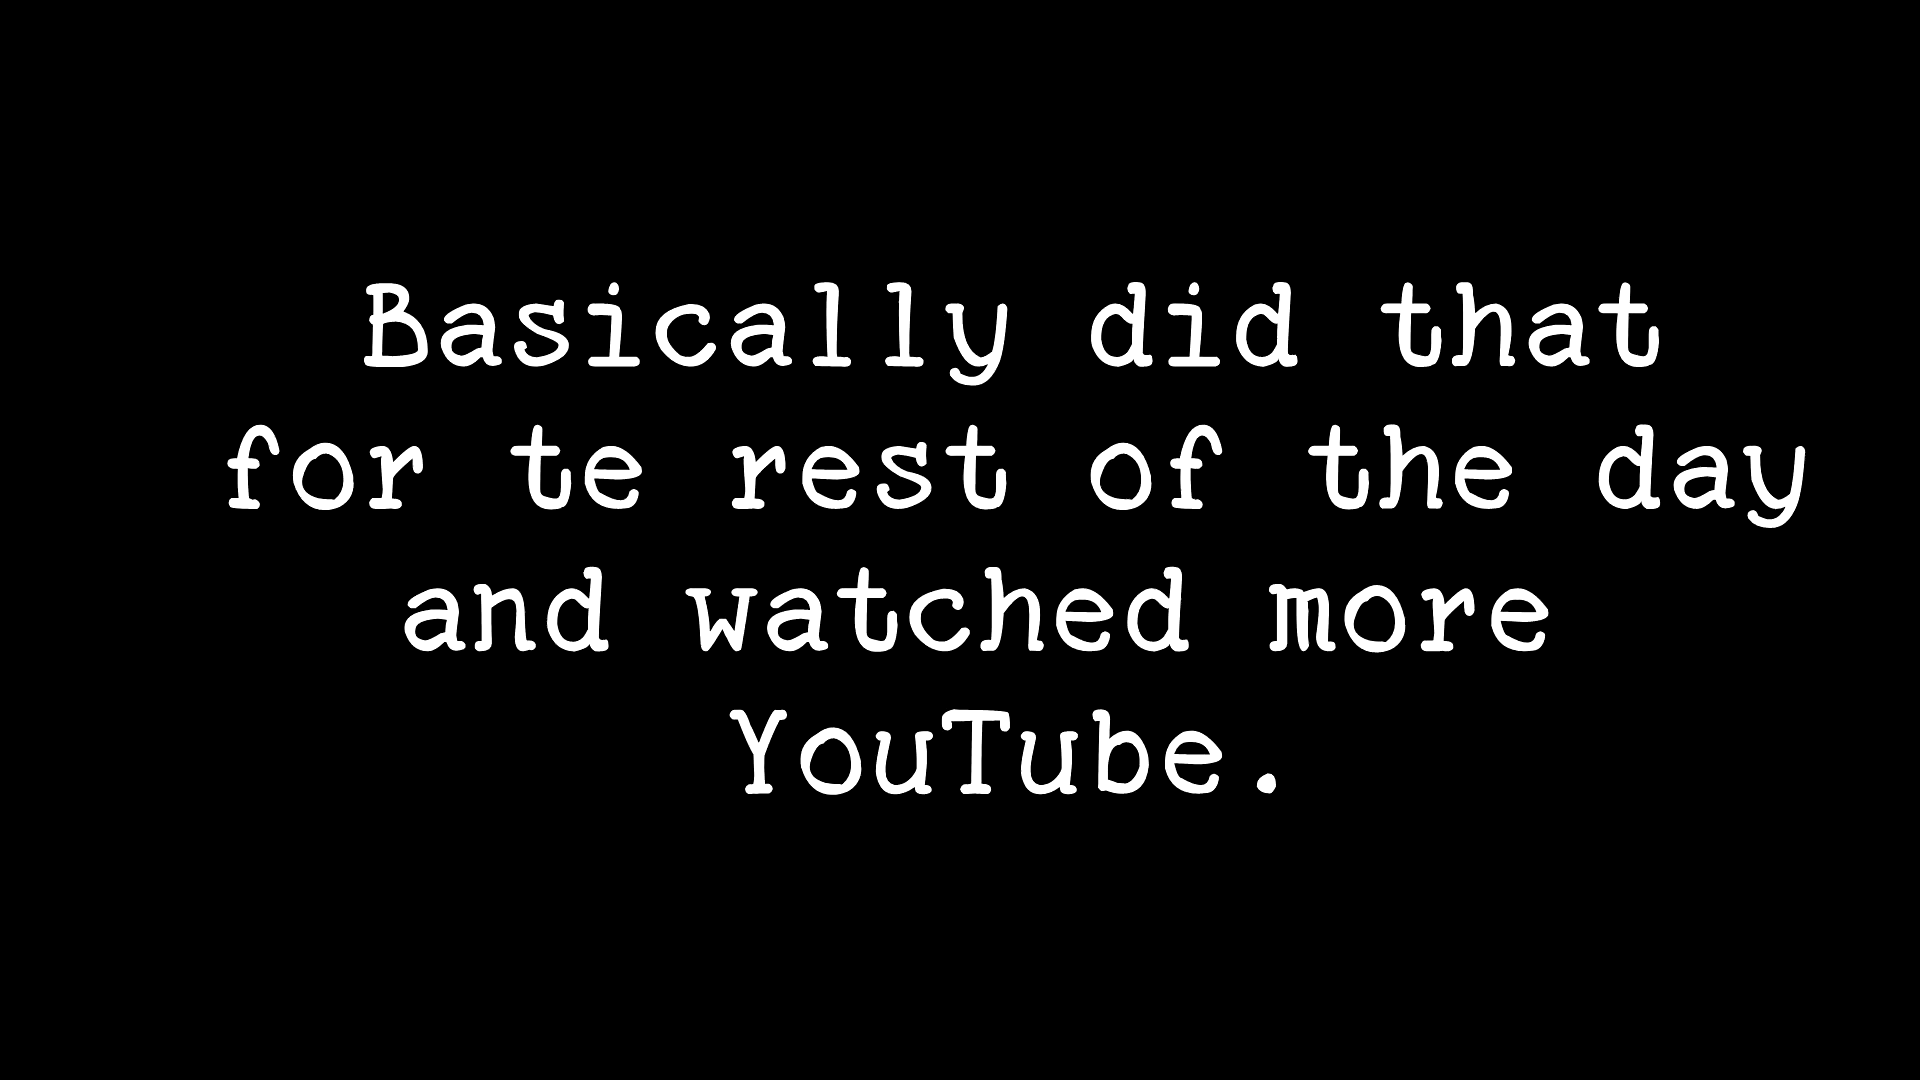 Basically did that
for te rest of the day
and watched more
YouTube.